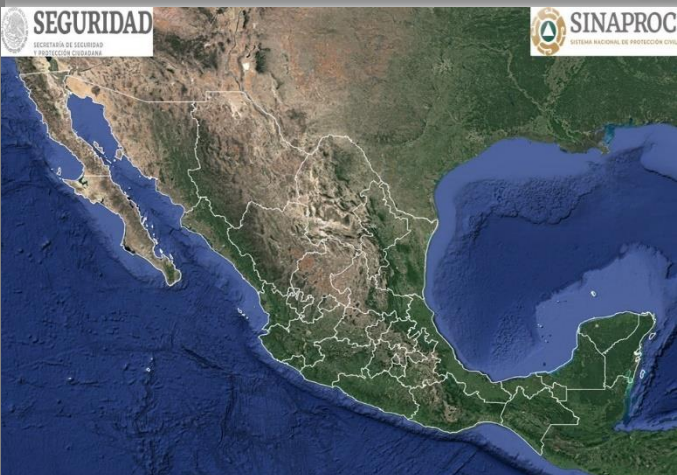 SEGURIDAD
SECRETARÍA DE SEGURIDAD
Y PROTECCIÓN CIUDADANA
SINAPROC
SISTEMA NACIONAL DE PROTECCIÓN CIVIL